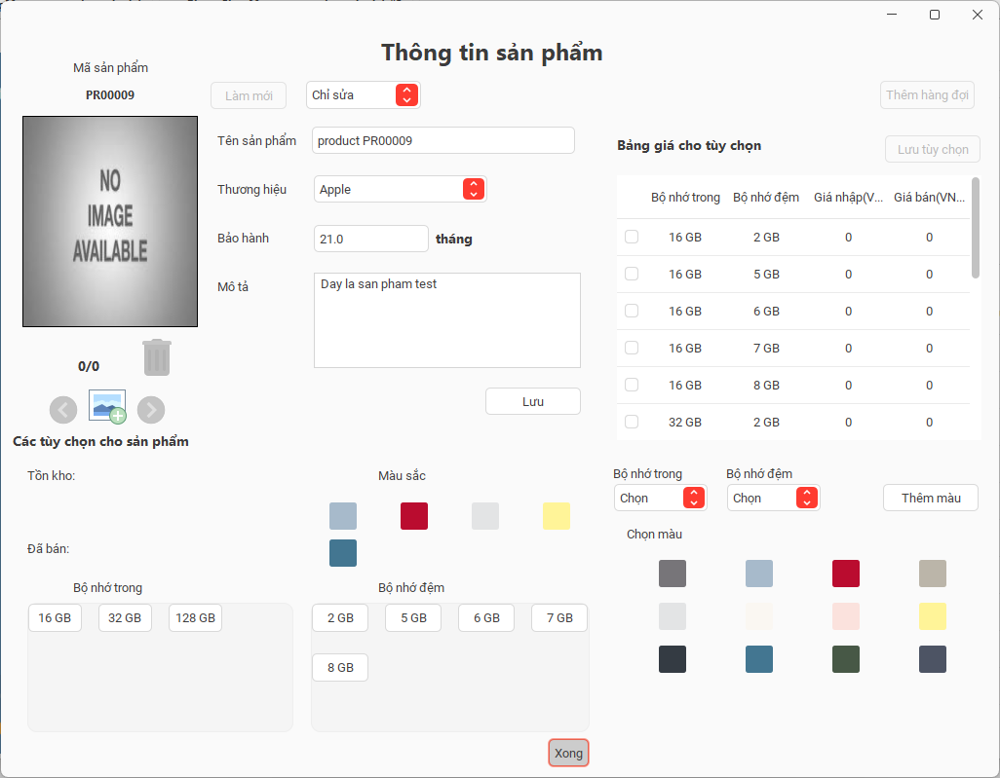 Thông tin sản phẩm
Mã sản phẩm
PR00009
Làm mới
Chỉ sửa
Thêm hàng đợi
NO
IMAGE
AVAILABLE
Tên sản phẩm
product PR00009
Thương hiệu
Apple
Bảo hành
21.0
tháng
Mô tả
Day la san pham test
Lưu
0/0
Bảng giá cho tùy chọn
Lưu tùy chọn
Bộ nhớ trong Bộ nhớ đệm Giá nhập(V... Giá bán(VN...
16 GB 2 GB 0 0
16 GB 5 GB 0 0
16 GB 6 GB 0 0
16 GB 7 GB 0 0
16 GB 8 GB 0 0
32 GB 2 GB 0 0
Các tùy chọn cho sản phẩm
Tồn kho:
Màu sắc
Đã bán:
Bộ nhớ trong
16 GB 32 GB 128 GB
Bộ nhớ đệm
2 GB 5 GB 6 GB 7 GB
8 GB
Bộ nhớ trong
Chọn
Bộ nhớ đệm
Chọn
Thêm màu
Chọn màu
Xong